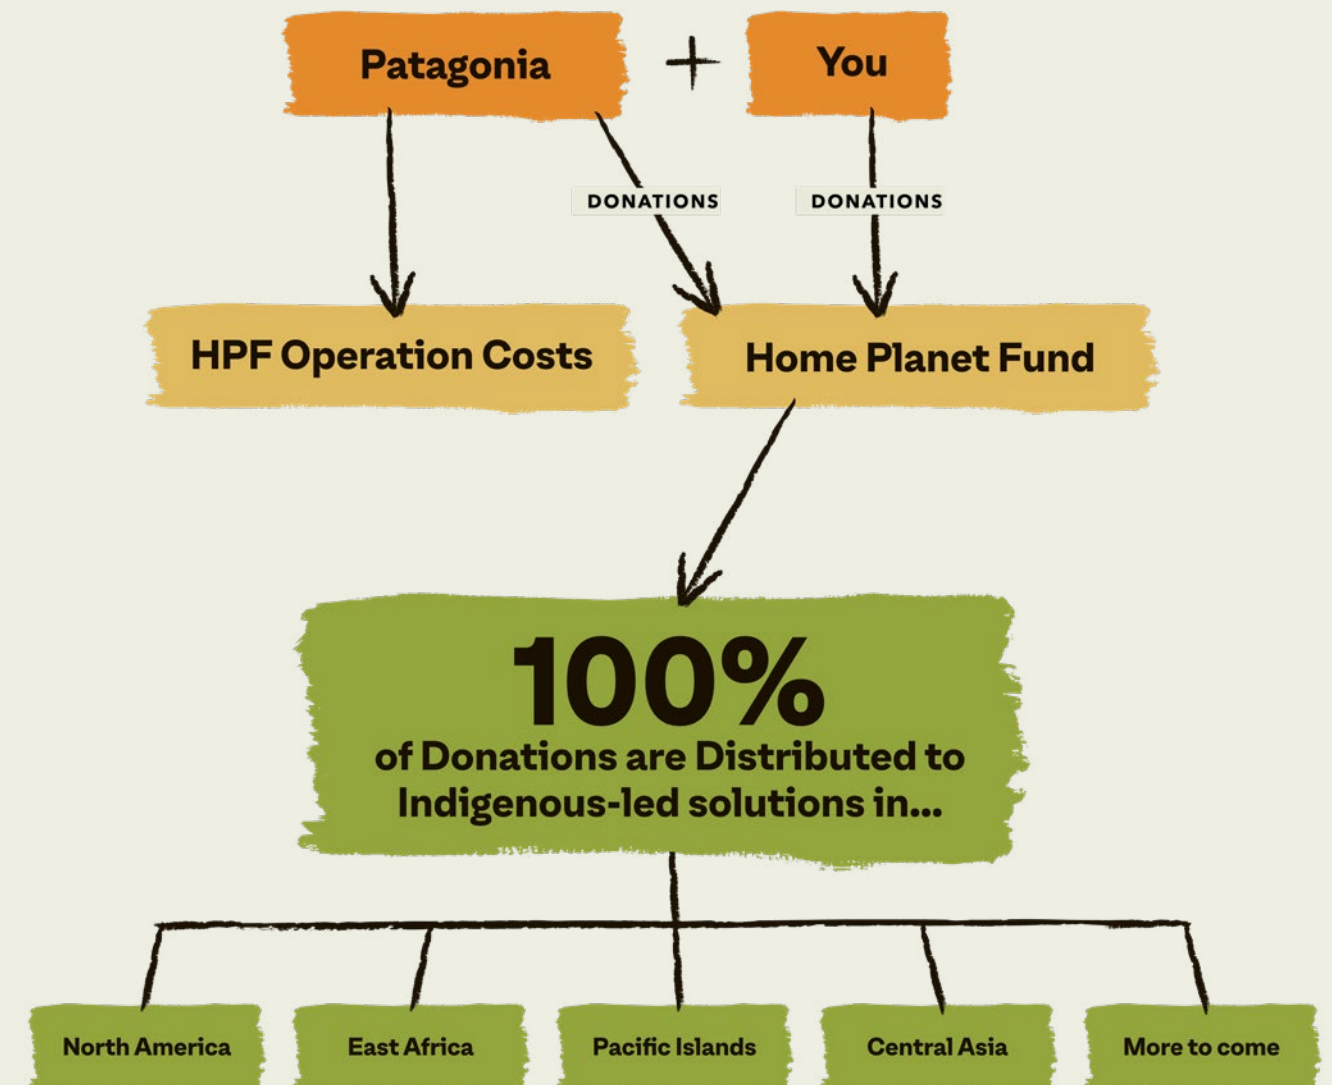 Patagonia
+
You
DONATIONS
DONATIONS
HPF Operation Costs
Home Planet Fund
100%
of Donations are Distributed to
Indigenous-led solutions in...
North America
East Africa
Pacific Islands
Central Asia
More to come